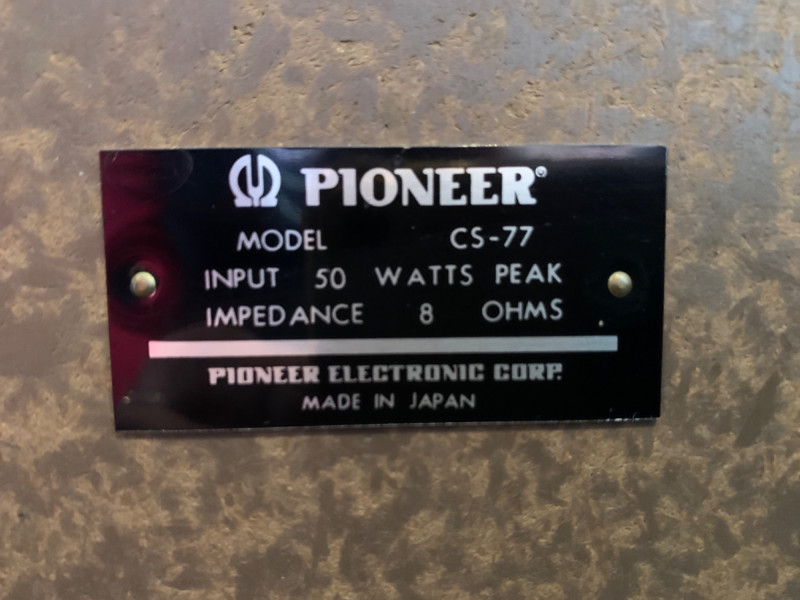 PIONEER®
MODEL CS-77
INPUT 50 WATTS PEAK
IMPEDANCE 8 OHMS
PIONEER ELECTRONIC CORP.
MADE IN JAPAN